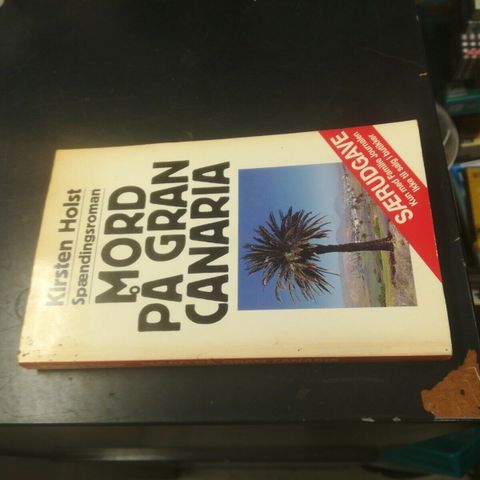 Kirsten Holst
Spændingsroman
MORD
PÅ GRAN
CANARIA
SÆRUDGAVE
Kun med Familie Journalen
Ikke til salg i butikker